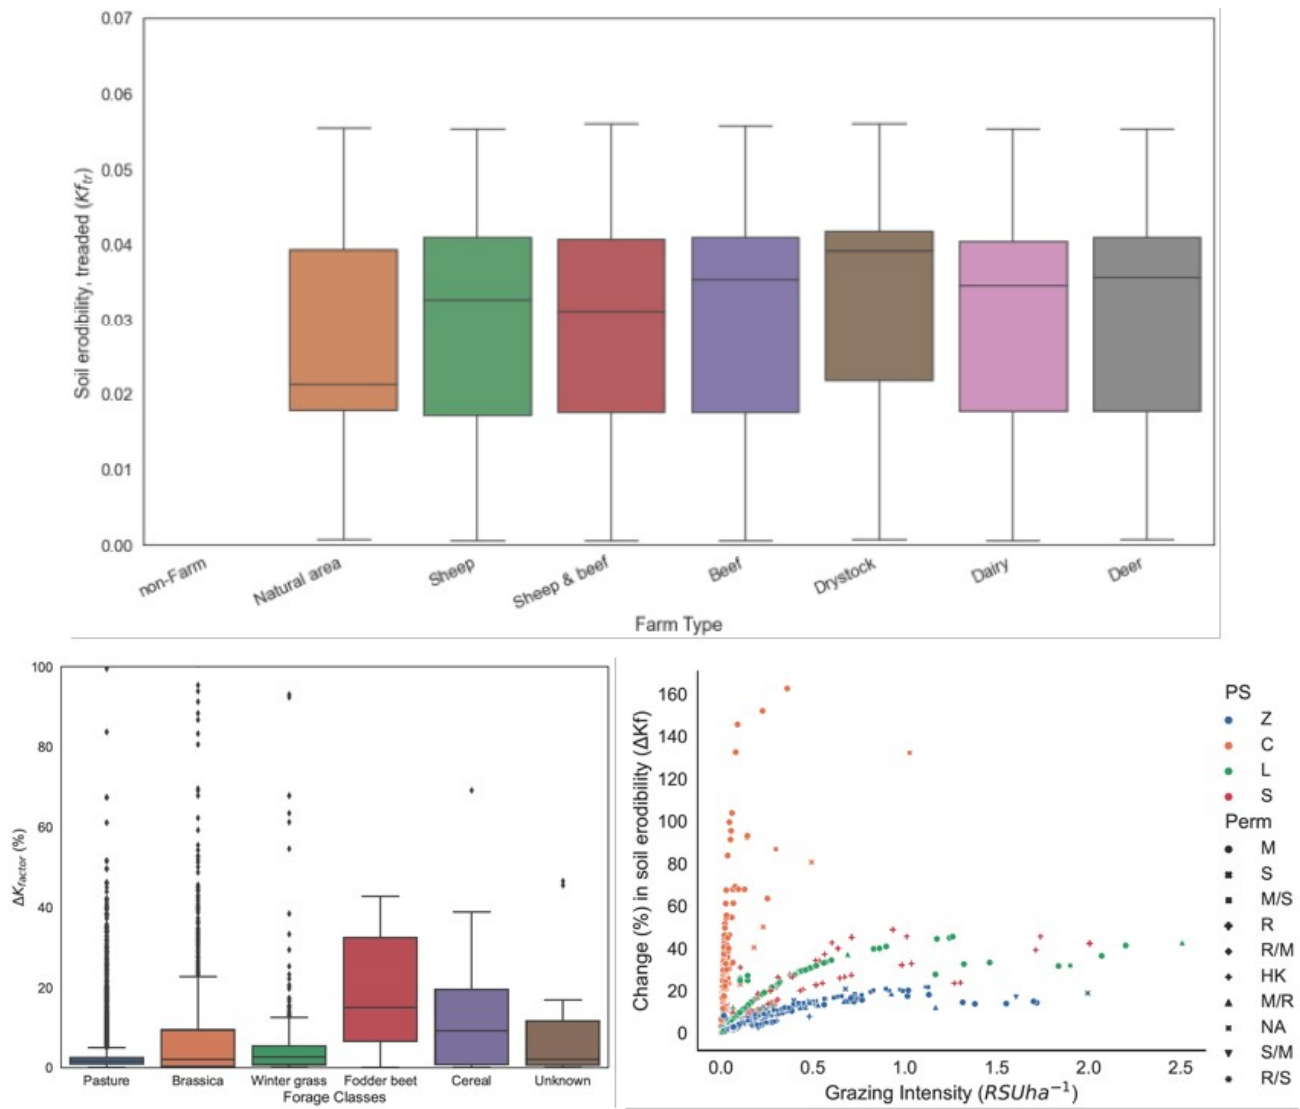 0.07
0.06
0.05
0.04
0.03
0.02
0.01
0.00
Soil erodibility, treaded (Kf_tr)
non-Farm
Natural area
Sheep
Sheep & beef
Beef
Drystock
Dairy
Deer
Farm Type
100
80
60
40
20
0
ΔK_factor (%)
Pasture
Brassica
Winter grass
Fodder beet
Cereal
Unknown
Forage Classes
160
140
120
100
80
60
40
20
0
Change (%) in soil erodibility (ΔKf)
0.0
0.5
1.0
1.5
2.0
2.5
Grazing Intensity (RSUha⁻¹)
PS
Z
C
L
S
Perm
M
S
M/S
R
R/M
HK
M/R
NA
S/M
R/S